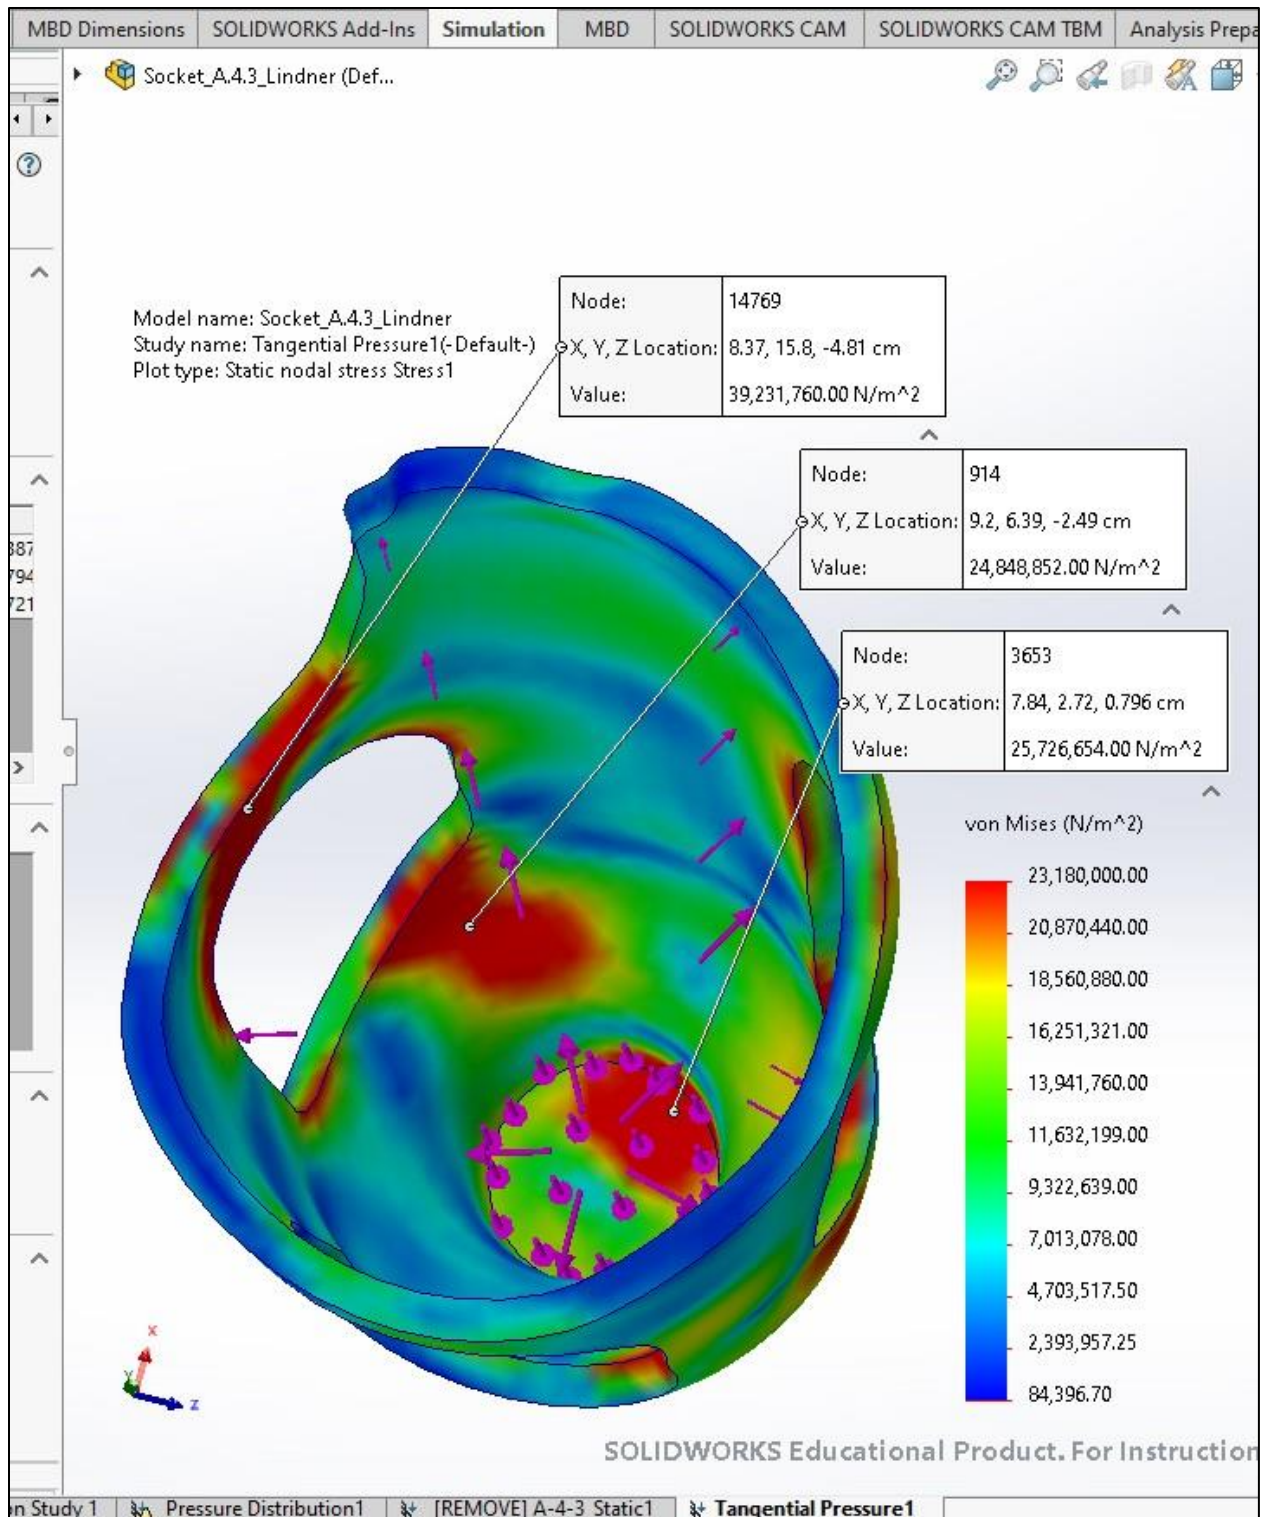 MBD Dimensions SOLIDWORKS Add-Ins Simulation MBD SOLIDWORKS CAM SOLIDWORKS CAM TBM Analysis Prepa
Socket_A.4.3_Lindner (Def...
Model name: Socket_A.4.3_Lindner
Study name: Tangential Pressure1(-Default-)
Plot type: Static nodal stress Stress1
Node: 14769
X, Y, Z Location: 8.37, 15.8, -4.81 cm
Value: 39,231,760.00 N/m^2
Node: 914
X, Y, Z Location: 9.2, 6.39, -2.49 cm
Value: 24,848,852.00 N/m^2
387
794
721
Node: 3653
X, Y, Z Location: 7.84, 2.72, 0.796 cm
Value: 25,726,654.00 N/m^2
von Mises (N/m^2)
23,180,000.00
20,870,440.00
18,560,880.00
16,251,321.00
13,941,760.00
11,632,199.00
9,322,639.00
7,013,078.00
4,703,517.50
2,393,957.25
84,396.70
X
Y
Z
SOLIDWORKS Educational Product. For Instruction
on Study 1 Pressure Distribution1 [REMOVE] A-4-3 Static1 Tangential Pressure1